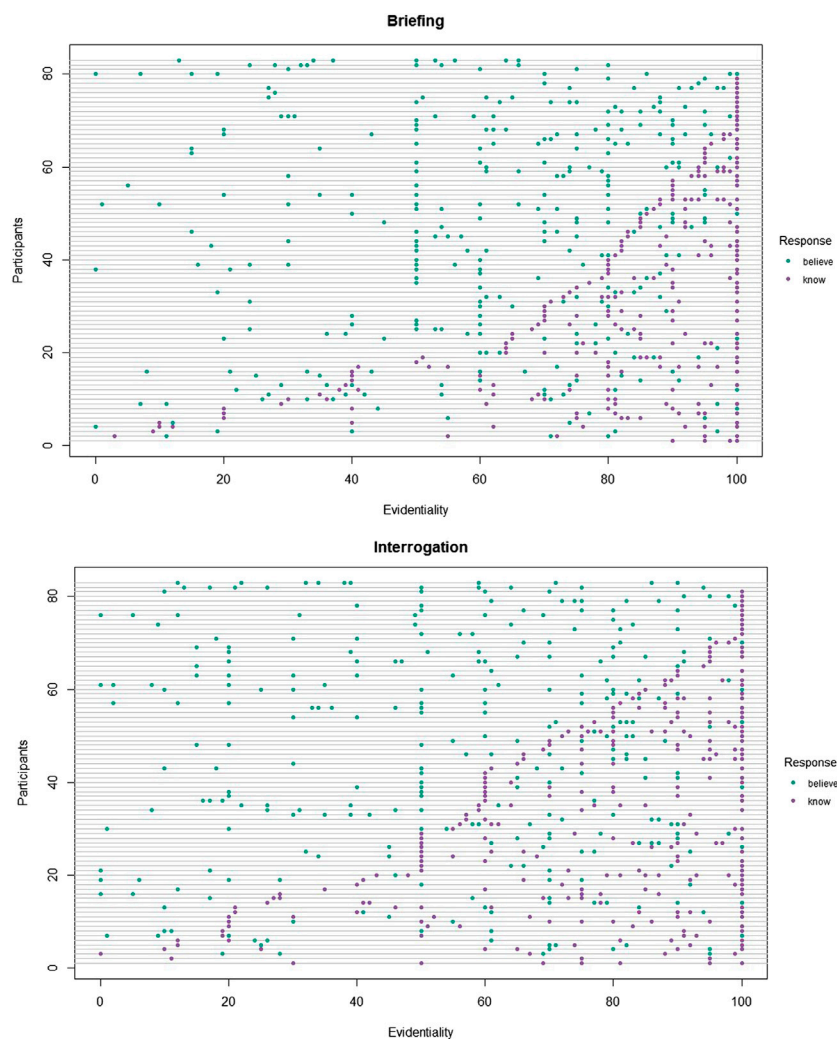 Briefing
80
60
40
20
0
Participants
0 20 40 60 80 100
Evidentiality
Response
believe
know
Interrogation
80
60
40
20
0
Participants
0 20 40 60 80 100
Evidentiality
Response
believe
know